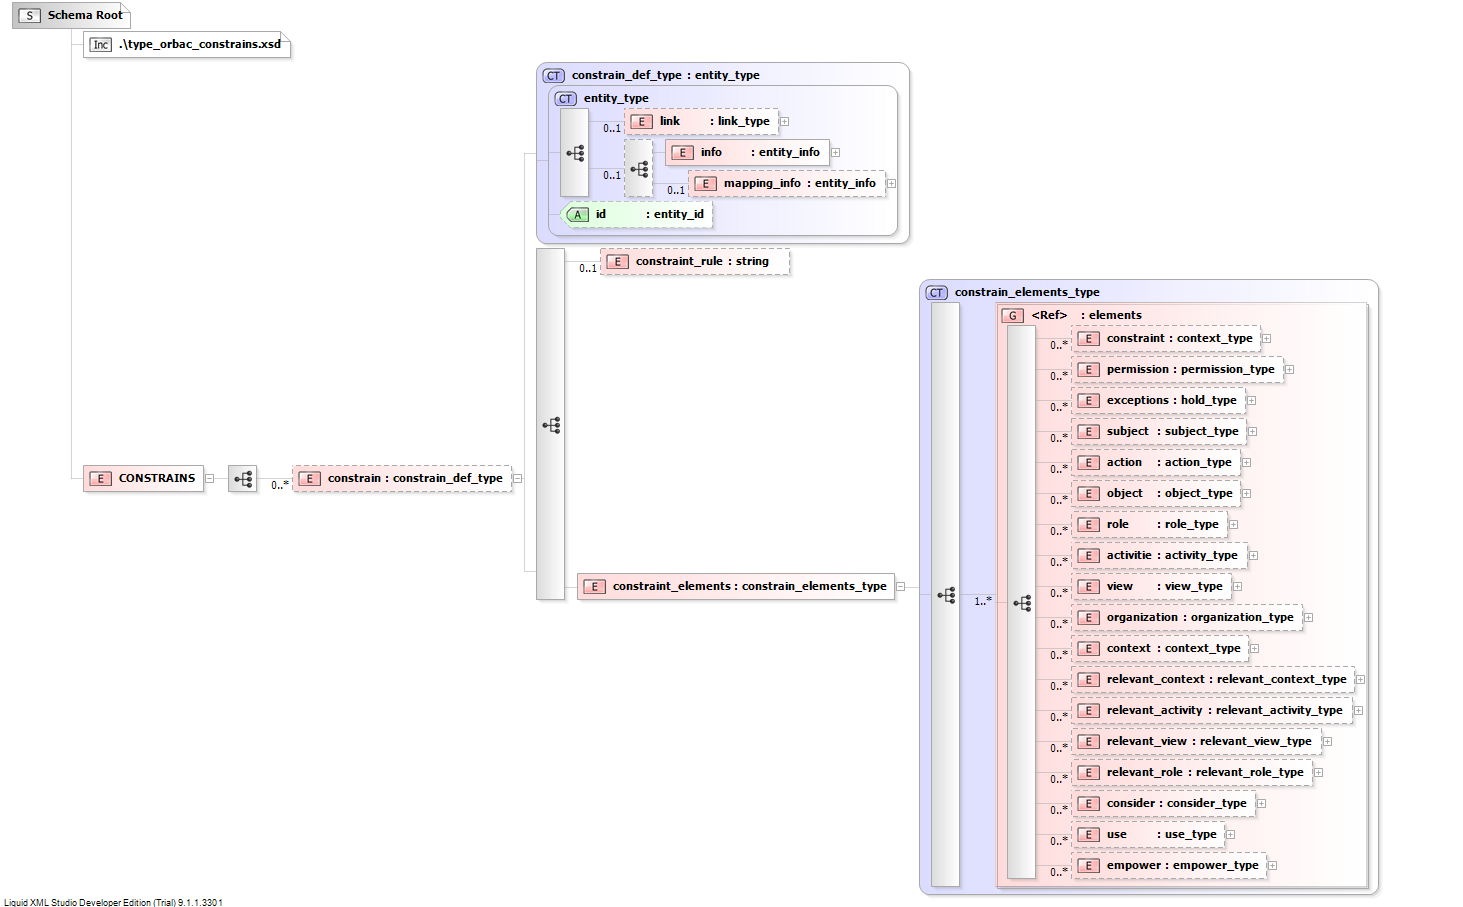 S Schema Root
Inc .\type_orbac_constrains.xsd
CT constrain_def_type : entity_type
CT entity_type
0..1 E link : link_type
0..1 E info : entity_info
0..1 E mapping_info : entity_info
A id : entity_id
0..1 E constraint_rule : string
E CONSTRAINS
0..* E constrain : constrain_def_type
E constraint_elements : constrain_elements_type
CT constrain_elements_type
1..*
G <Ref> : elements
0..* E constraint : context_type
0..* E permission : permission_type
0..* E exceptions : hold_type
0..* E subject : subject_type
0..* E action : action_type
0..* E object : object_type
0..* E role : role_type
0..* E activitie : activity_type
0..* E view : view_type
0..* E organization : organization_type
0..* E context : context_type
0..* E relevant_context : relevant_context_type
0..* E relevant_activity : relevant_activity_type
0..* E relevant_view : relevant_view_type
0..* E relevant_role : relevant_role_type
0..* E consider : consider_type
0..* E use : use_type
0..* E empower : empower_type
Liquid XML Studio Developer Edition (Trial) 9.1.1.3301